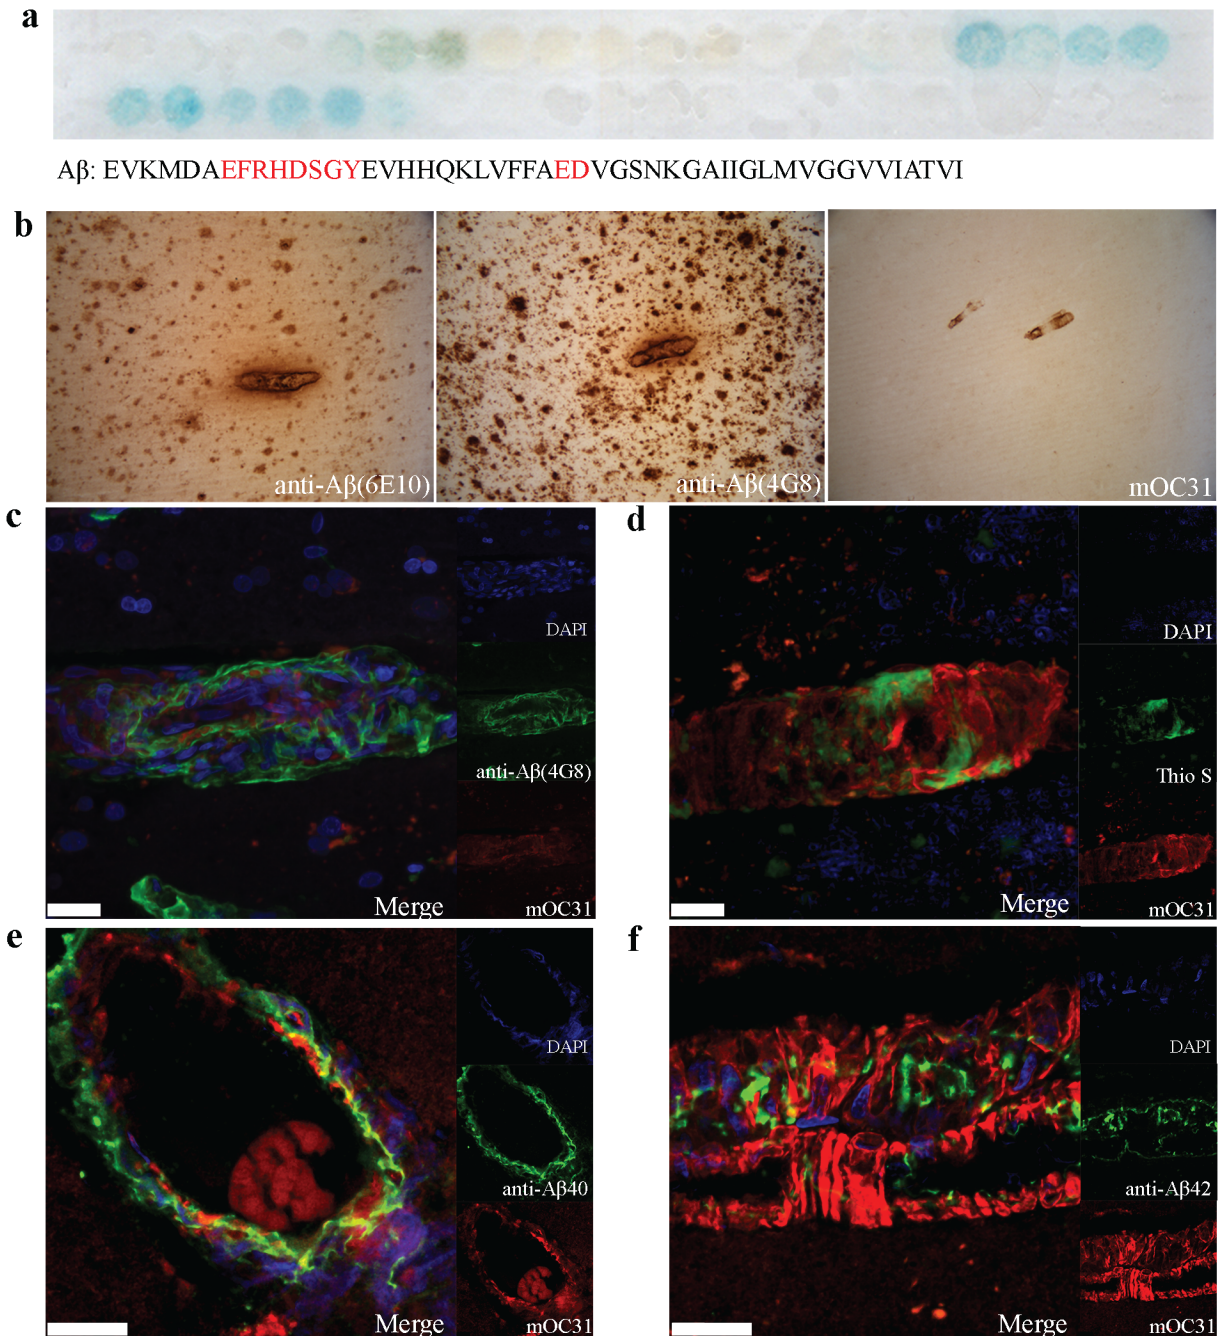 a
Aβ: EVKMDAEFRHDSGYEVHHQKLVFFAEDVGSNKGAIIGLMVGGVVIATVI
b
anti-Aβ(6E10)
anti-Aβ(4G8)
mOC31
c
DAPI
anti-Aβ(4G8)
Merge
mOC31
d
DAPI
Thio S
Merge
mOC31
e
DAPI
anti-Aβ40
Merge
mOC31
f
DAPI
anti-Aβ42
Merge
mOC31